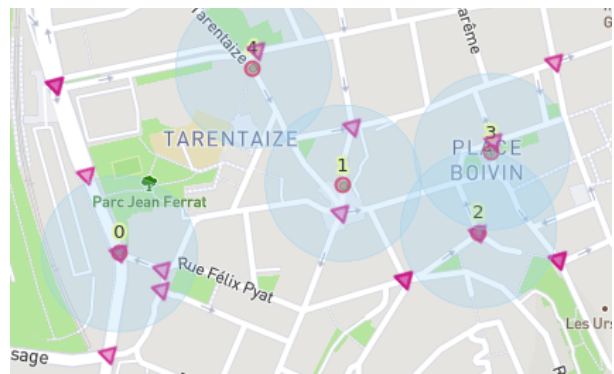 Tarentaize
4
TARENTAIZE
1
3
PLACE
BOIVIN
Parc Jean Ferrat
0
2
Rue Félix Pyat
Les Urs
sage